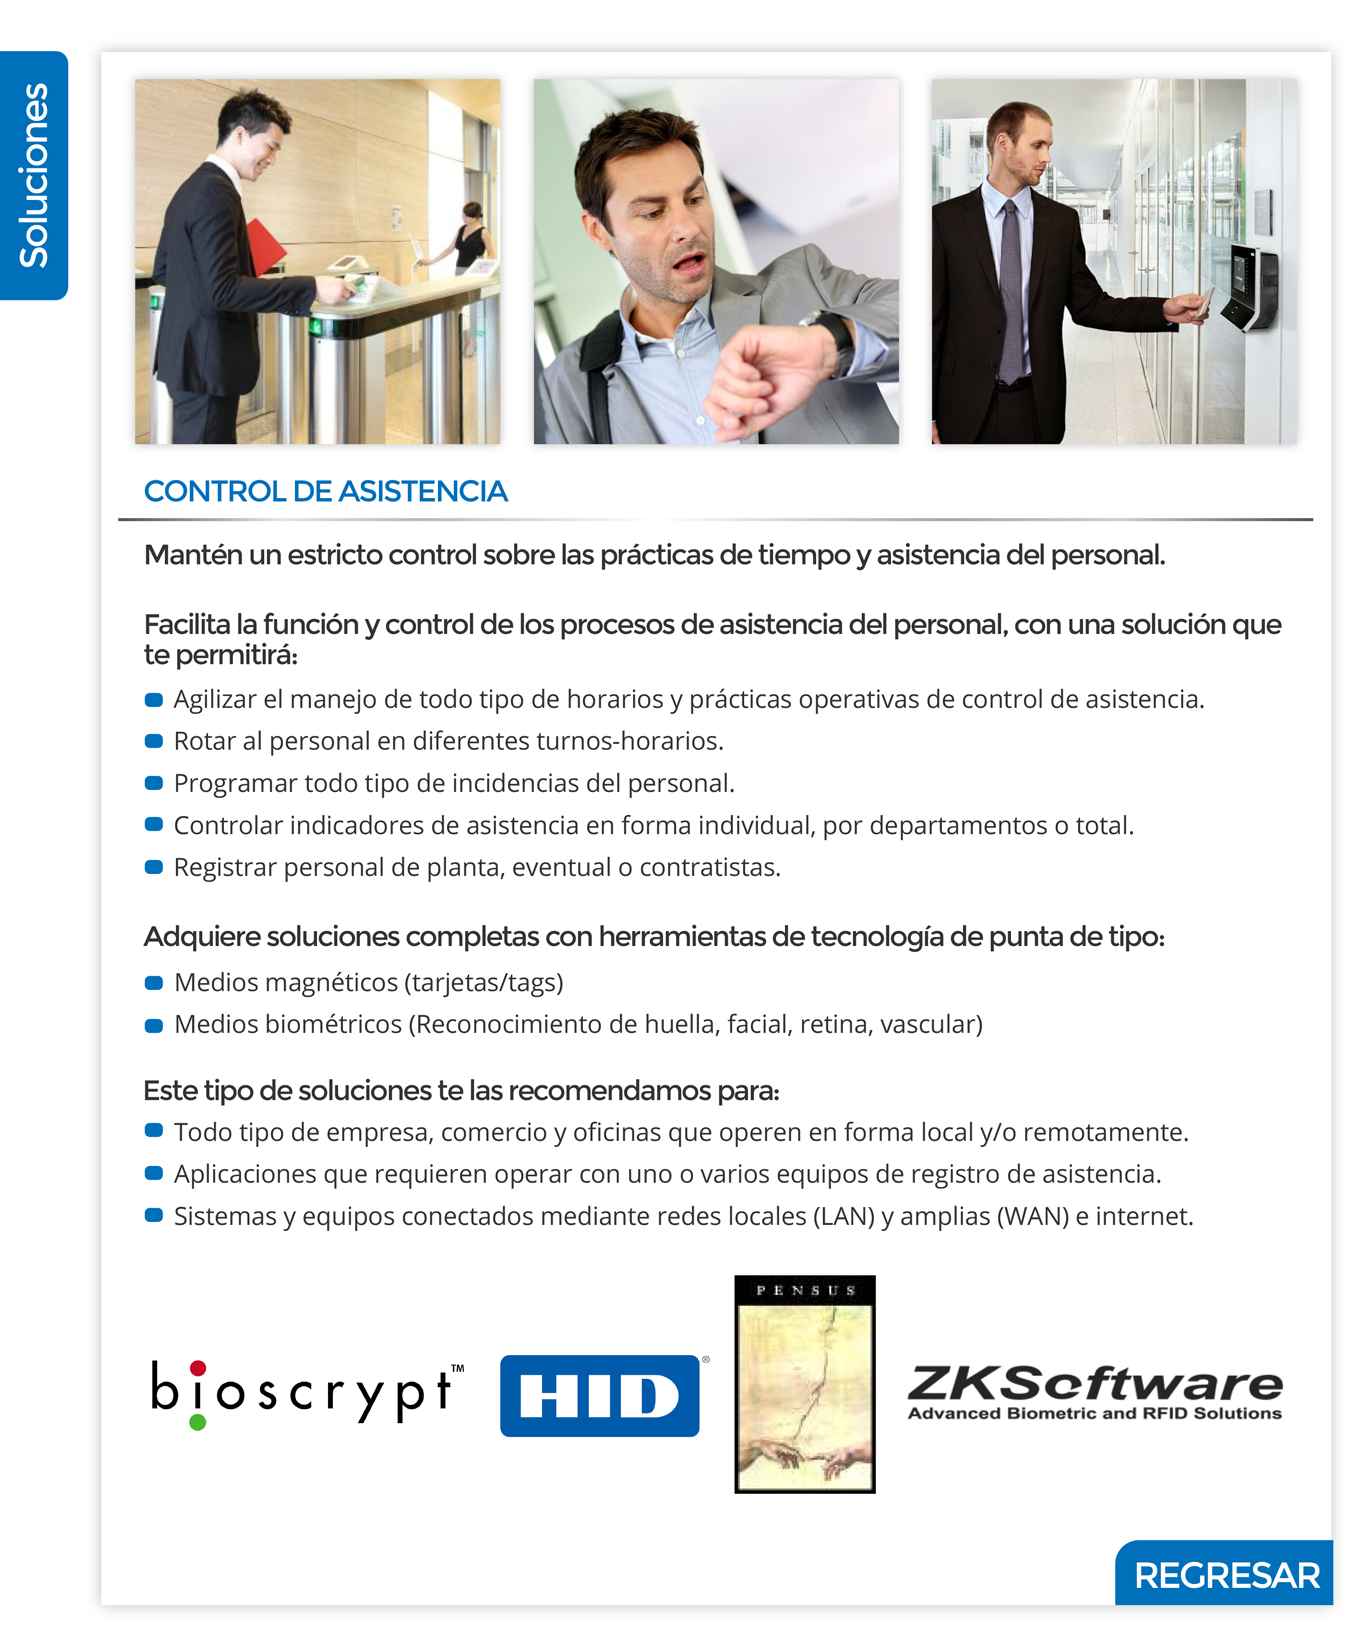 Soluciones
CONTROL DE ASISTENCIA
Mantén un estricto control sobre las prácticas de tiempo y asistencia del personal.
Facilita la función y control de los procesos de asistencia del personal, con una solución que
te permitirá:
Agilizar el manejo de todo tipo de horarios y prácticas operativas de control de asistencia.
Rotar al personal en diferentes turnos-horarios.
Programar todo tipo de incidencias del personal.
Controlar indicadores de asistencia en forma individual, por departamentos o total.
Registrar personal de planta, eventual o contratistas.
Adquiere soluciones completas con herramientas de tecnología de punta de tipo:
Medios magnéticos (tarjetas/tags)
Medios biométricos (Reconocimiento de huella, facial, retina, vascular)
Este tipo de soluciones te las recomendamos para:
Todo tipo de empresa, comercio y oficinas que operen en forma local y/o remotamente.
Aplicaciones que requieren operar con uno o varios equipos de registro de asistencia.
Sistemas y equipos conectados mediante redes locales (LAN) y amplias (WAN) e internet.
bioscrypt™
HID®
PENSUS
ZKSoftware
Advanced Biometric and RFID Solutions
REGRESAR